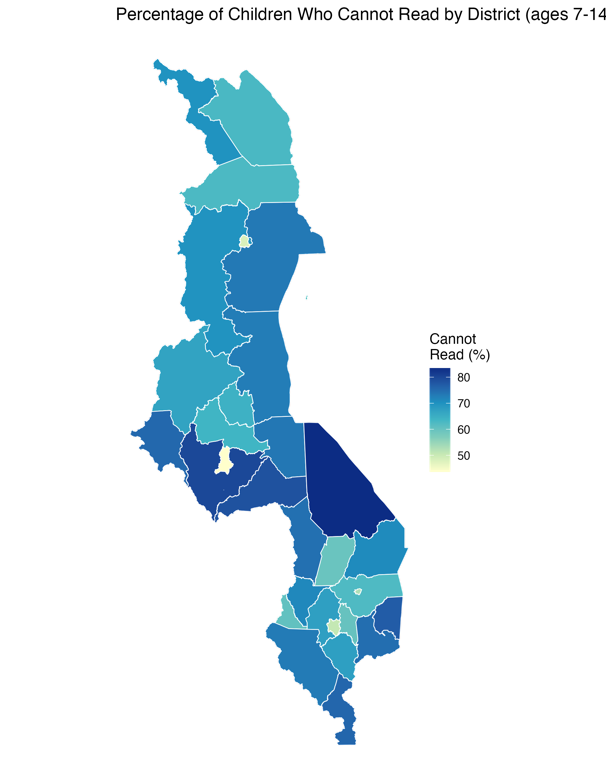 Percentage of Children Who Cannot Read by District (ages 7-14
Cannot
Read (%)
80
70
60
50